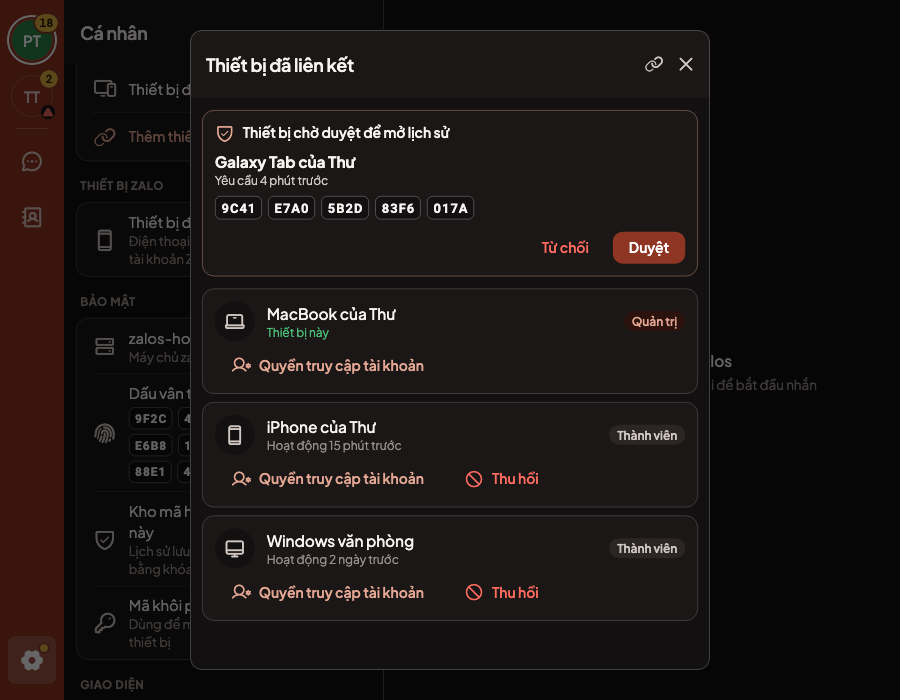 18
PT
2
TT
Cá nhân
Thiết bị đ
Thêm thiế
THIẾT BỊ ZALO
Thiết bị đ
Điện thoại
tài khoản Z
BẢO MẬT
zalos-ho
Máy chủ za
Dấu vân t
9F2C 4
E6B8 1
88E1 4
Kho mã h
này
Lịch sử lưu
bằng khóa
Mã khôi p
Dùng để m
thiết bị
GIAO DIỆN
Thiết bị đã liên kết
Thiết bị chờ duyệt để mở lịch sử
Galaxy Tab của Thư
Yêu cầu 4 phút trước
9C41 E7A0 5B2D 83F6 017A
Từ chối Duyệt
MacBook của Thư
Thiết bị này
Quản trị
Quyền truy cập tài khoản
iPhone của Thư
Hoạt động 15 phút trước
Thành viên
Quyền truy cập tài khoản Thu hồi
Windows văn phòng
Hoạt động 2 ngày trước
Thành viên
Quyền truy cập tài khoản Thu hồi
los
i để bắt đầu nhắn